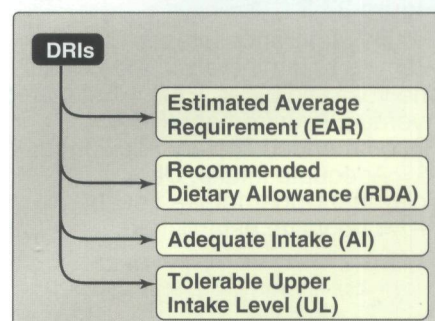 DRIs
Estimated Average
Requirement (EAR)
Recommended
Dietary Allowance (RDA)
Adequate Intake (AI)
Tolerable Upper
Intake Level (UL)